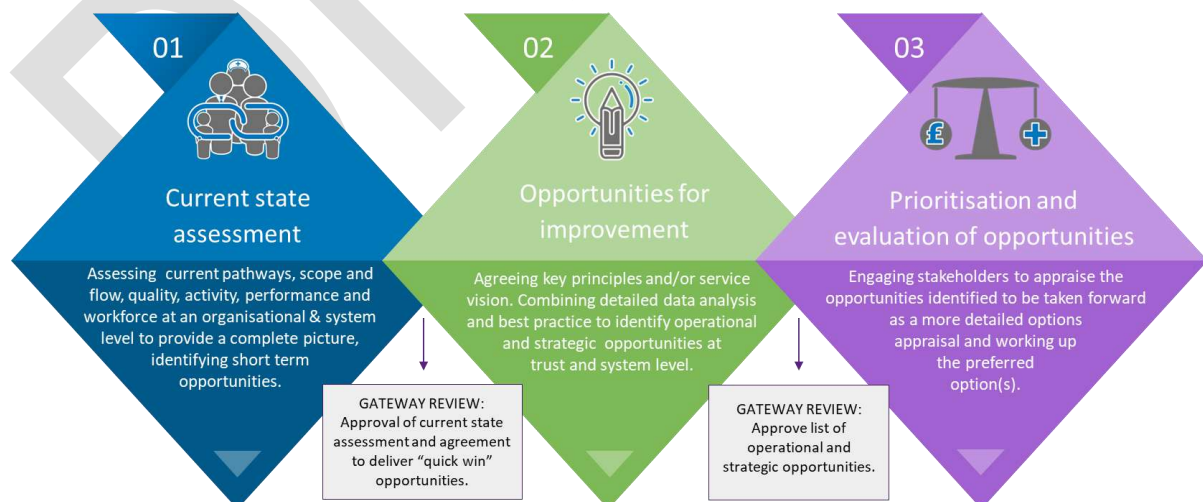 01
Current state
assessment
Assessing current pathways, scope and
flow, quality, activity, performance and
workforce at an organisational & system
level to provide a complete picture,
identifying short term
opportunities.
GATEWAY REVIEW:
Approval of current state
assessment and agreement
to deliver “quick win”
opportunities.
02
Opportunities for
improvement
Agreeing key principles and/or service
vision. Combining detailed data analysis
and best practice to identify operational
and strategic opportunities at
trust and system level.
GATEWAY REVIEW:
Approve list of
operational and
strategic opportunities.
03
£
Prioritisation and
evaluation of opportunities
Engaging stakeholders to appraise the
opportunities identified to be taken forward
as a more detailed options
appraisal and working up
the preferred
option(s).